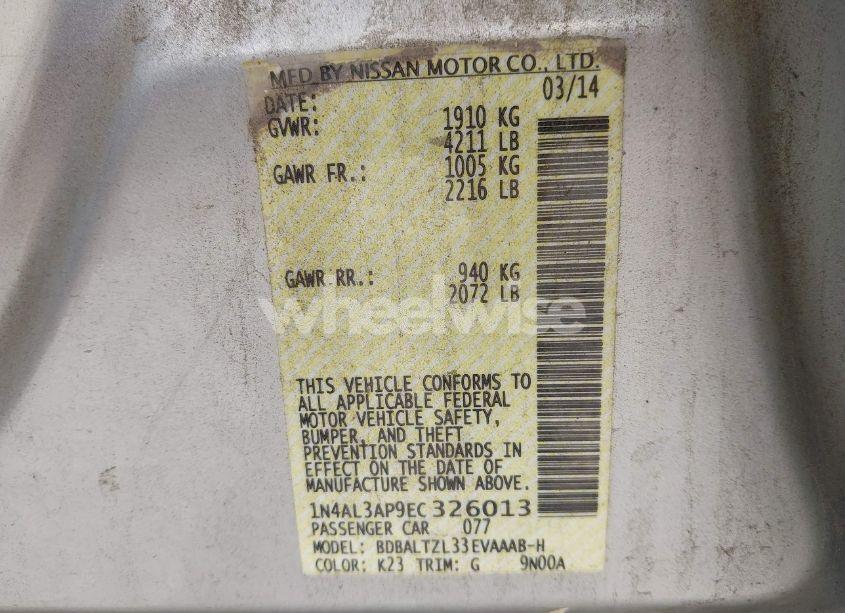 MFD BY NISSAN MOTOR CO., LTD.
DATE: 03/14
GVWR: 1910 KG
4211 LB
GAWR FR.: 1005 KG
2216 LB
GAWR RR.: 940 KG
2072 LB
wheelwise
THIS VEHICLE CONFORMS TO
ALL APPLICABLE FEDERAL
MOTOR VEHICLE SAFETY,
BUMPER, AND THEFT
PREVENTION STANDARDS IN
EFFECT ON THE DATE OF
MANUFACTURE SHOWN ABOVE.
1N4AL3AP9EC326013
PASSENGER CAR 077
MODEL: BDBALTZL33EVAAAB-H
COLOR: K23 TRIM: G 9N00A